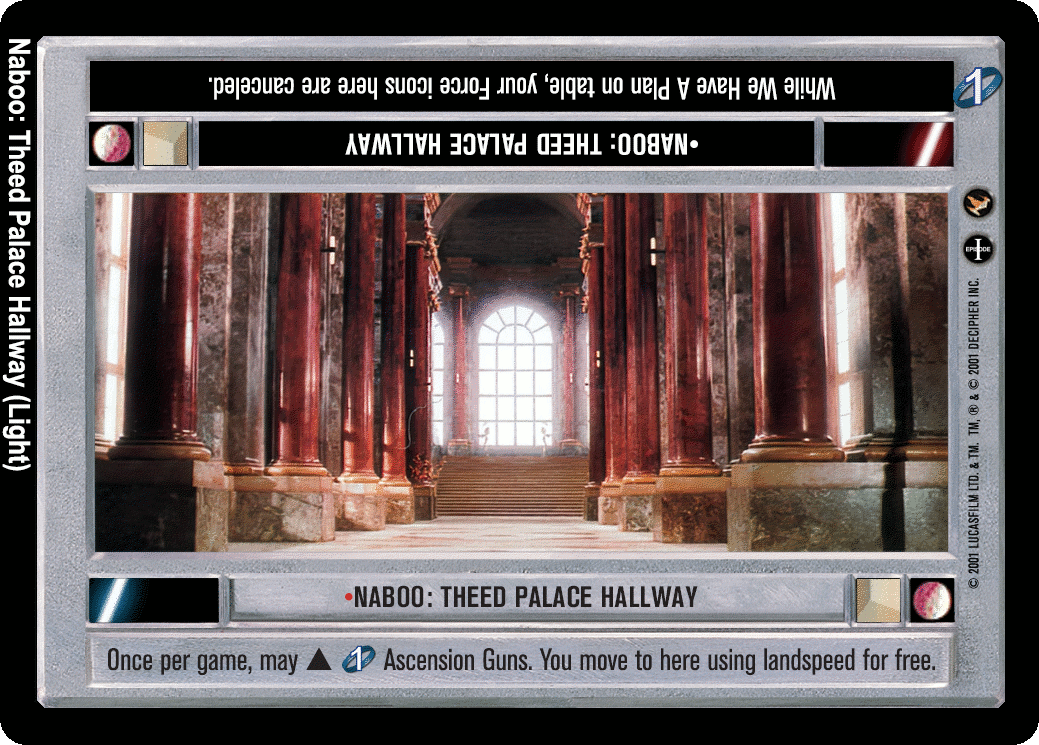 Naboo: Theed Palace Hallway (Light)
While We Have A Plan on table, your Force icons here are canceled.
1
•NABOO: THEED PALACE HALLWAY
EPISODE
I
© 2001 LUCASFILM LTD. & TM. TM, ® & © 2001 DECIPHER INC.
•NABOO: THEED PALACE HALLWAY
Once per game, may ▲ 1 Ascension Guns. You move to here using landspeed for free.